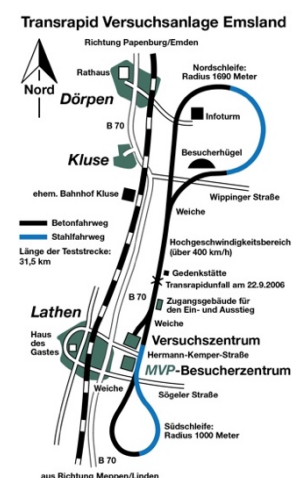 Transrapid Versuchsanlage Emsland
Richtung Papenburg/Emden
Nordschleife:
Radius 1690 Meter
Rathaus
Nord
Dörpen
Infoturm
B 70
Besucherhügel
Kluse
ehem. Bahnhof Kluse
Wippinger Straße
Weiche
Betonfahrweg
Stahlfahrweg
Länge der Teststrecke:
31,5 km
Hochgeschwindigkeitsbereich
(über 400 km/h)
Gedenkstätte
Transrapidunfall am 22.9.2006
B 70
Zugangsgebäude für
den Ein- und Ausstieg
Lathen
Weiche
Haus
des
Gastes
Versuchszentrum
Hermann-Kemper-Straße
MVP-Besucherzentrum
Weiche
Sögeler Straße
Südschleife:
Radius 1000 Meter
B 70
aus Richtung Meppen/Linden